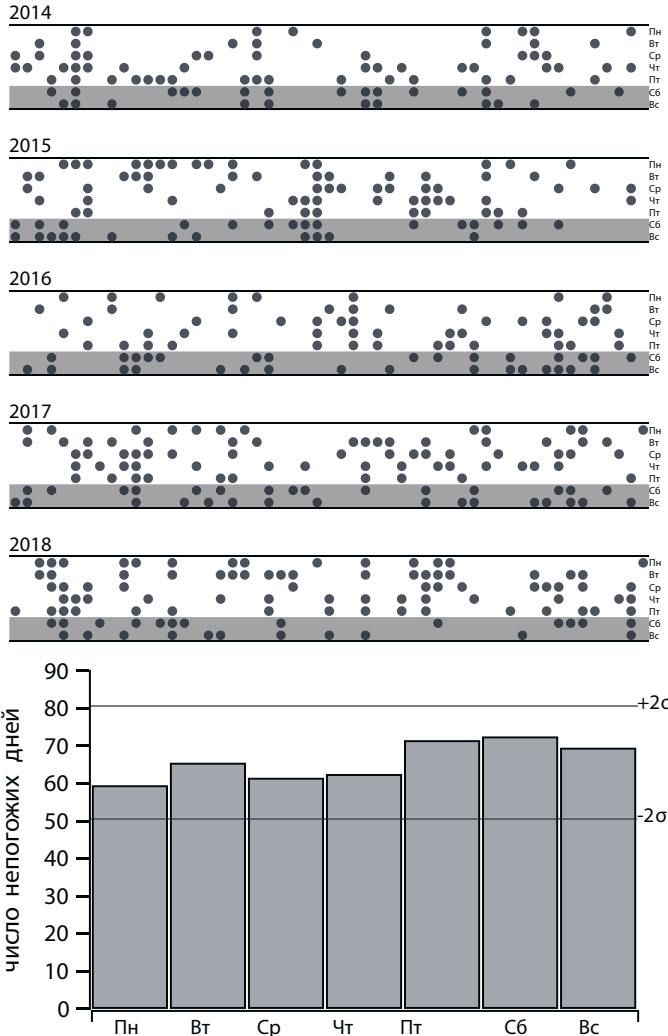 2014
Пн
Вт
Ср
Чт
Пт
Сб
Вс
2015
Пн
Вт
Ср
Чт
Пт
Сб
Вс
2016
Пн
Вт
Ср
Чт
Пт
Сб
Вс
2017
Пн
Вт
Ср
Чт
Пт
Сб
Вс
2018
Пн
Вт
Ср
Чт
Пт
Сб
Вс
число непогожих дней
90
80
70
60
50
40
30
20
10
0
+2σ
-2σ
Пн Вт Ср Чт Пт Сб Вс